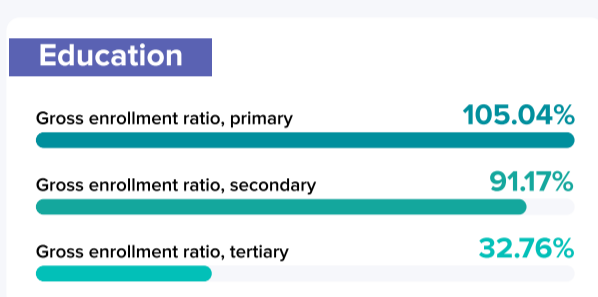 Education
Gross enrollment ratio, primary 105.04%
Gross enrollment ratio, secondary 91.17%
Gross enrollment ratio, tertiary 32.76%